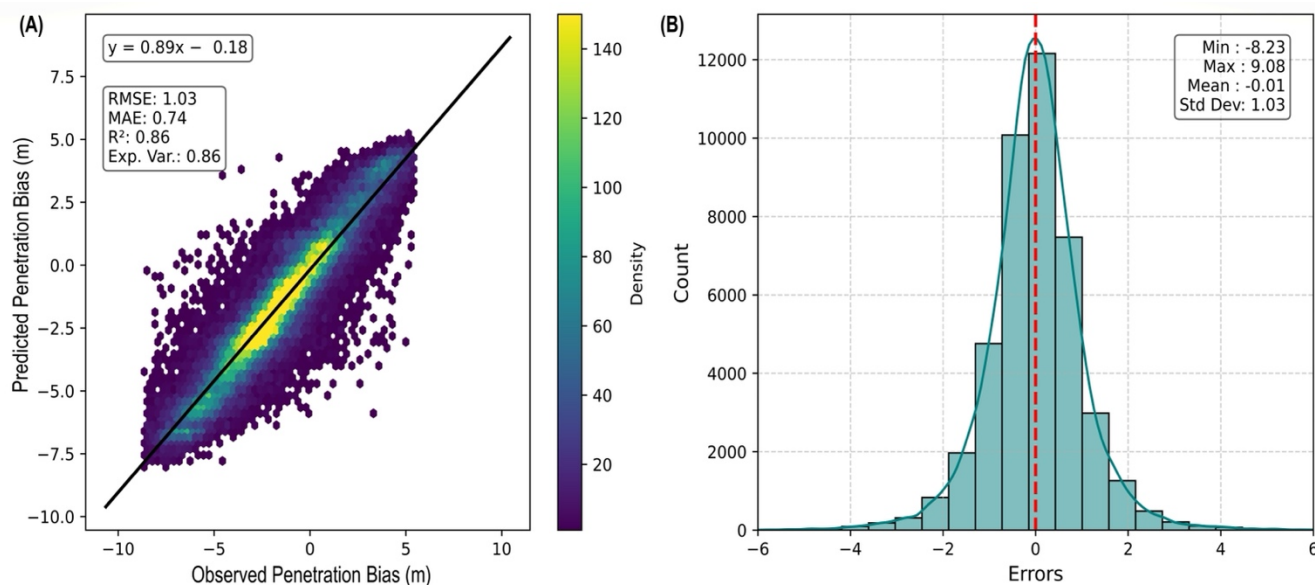 (A)
y = 0.89x − 0.18
RMSE: 1.03
MAE: 0.74
R²: 0.86
Exp. Var.: 0.86
7.5
5.0
2.5
0.0
−2.5
−5.0
−7.5
−10.0
Predicted Penetration Bias (m)
−10
−5
0
5
10
Observed Penetration Bias (m)
140
120
100
80
60
40
20
Density
(B)
Min : -8.23
Max : 9.08
Mean : -0.01
Std Dev: 1.03
12000
10000
8000
6000
4000
2000
0
Count
−6
−4
−2
0
2
4
6
Errors